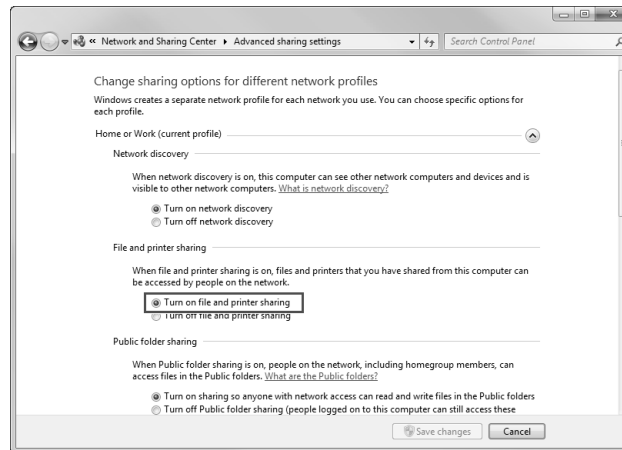 « Network and Sharing Center ▸ Advanced sharing settings
Search Control Panel
Change sharing options for different network profiles
Windows creates a separate network profile for each network you use. You can choose specific options for
each profile.
Home or Work (current profile)
Network discovery
When network discovery is on, this computer can see other network computers and devices and is
visible to other network computers. What is network discovery?
Turn on network discovery
Turn off network discovery
File and printer sharing
When file and printer sharing is on, files and printers that you have shared from this computer can
be accessed by people on the network.
Turn on file and printer sharing
Turn off file and printer sharing
Public folder sharing
When Public folder sharing is on, people on the network, including homegroup members, can
access files in the Public folders. What are the Public folders?
Turn on sharing so anyone with network access can read and write files in the Public folders
Turn off Public folder sharing (people logged on to this computer can still access these
Save changes
Cancel